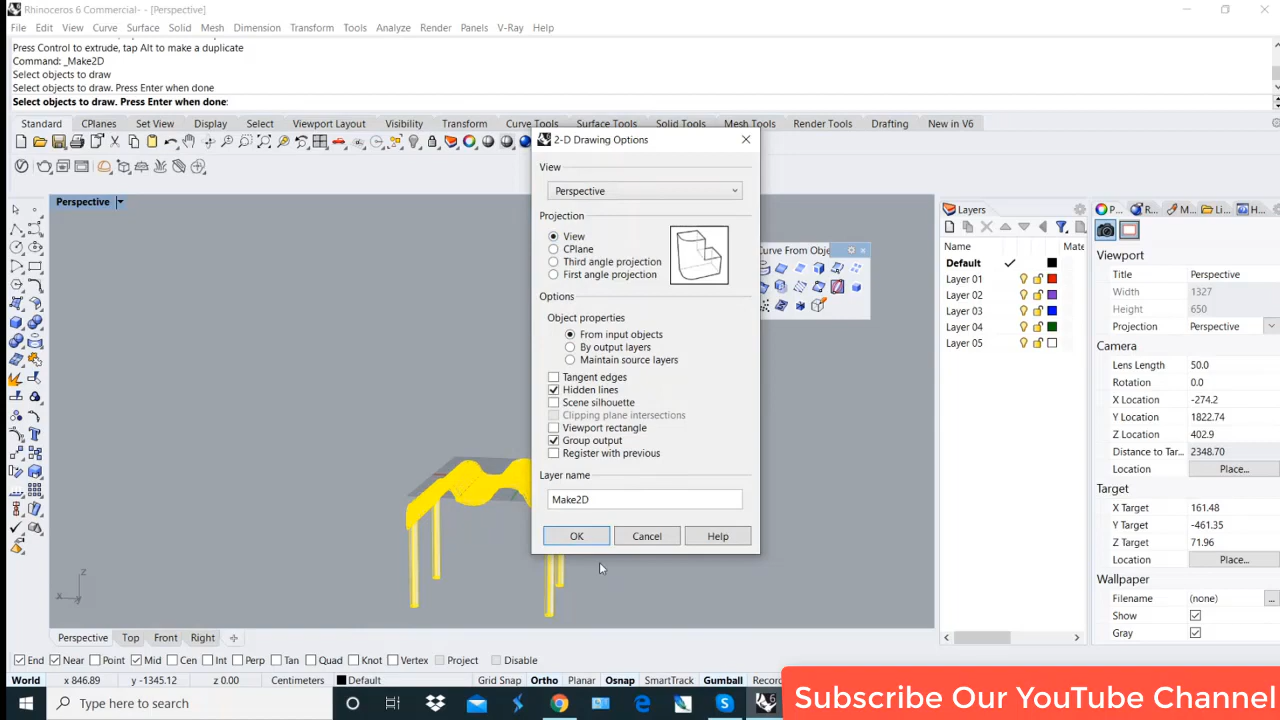 Rhinoceros 6 Commercial- - [Perspective]
File Edit View Curve Surface Solid Mesh Dimension Transform Tools Analyze Render Panels V-Ray Help
Press Control to extrude, tap Alt to make a duplicate
Command: _Make2D
Select objects to draw
Select objects to draw. Press Enter when done
Select objects to draw. Press Enter when done:
Standard CPlanes Set View Display Select Viewport Layout Visibility Transform Curve Tools Surface Tools Solid Tools Mesh Tools Render Tools Drafting New in V6
2-D Drawing Options
View
Perspective
Projection
View
CPlane
Third angle projection
First angle projection
Options
Object properties
From input objects
By output layers
Maintain source layers
Tangent edges
Hidden lines
Scene silhouette
Clipping plane intersections
Viewport rectangle
Group output
Register with previous
Layer name
Make2D
OK Cancel Help
Perspective
Curve From Obje
z
x
Layers
Name Mate
Default
Layer 01
Layer 02
Layer 03
Layer 04
Layer 05
P... R... M... Li... H...
Viewport
Title Perspective
Width 1327
Height 650
Projection Perspective
Camera
Lens Length 50.0
Rotation 0.0
X Location -274.2
Y Location 1822.74
Z Location 402.9
Distance to Tar... 2348.70
Location Place...
Target
X Target 161.48
Y Target -461.35
Z Target 71.96
Location Place...
Wallpaper
Filename (none) ...
Show
Gray
Perspective Top Front Right
End Near Point Mid Cen Int Perp Tan Quad Knot Vertex Project Disable
World x 846.89 y -1345.12 z 0.00 Centimeters Default Grid Snap Ortho Planar Osnap SmartTrack Gumball Record
Type here to search
Subscribe Our YouTube Channel